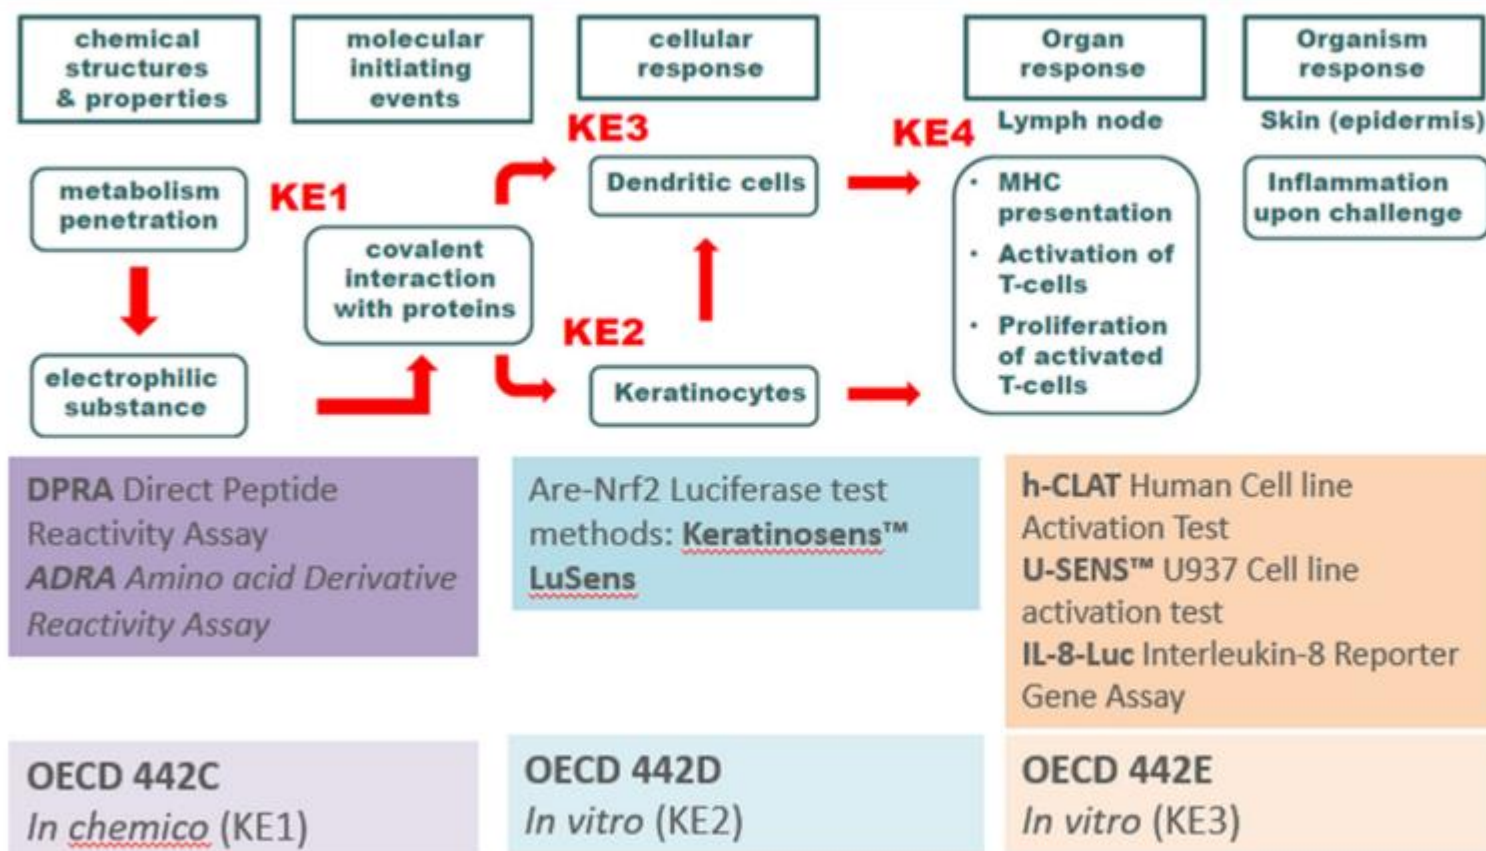 chemical
structures
& properties
molecular
initiating
events
cellular
response
Organ
response
Organism
response
Lymph node
Skin (epidermis)
KE1
KE3
KE2
KE4
metabolism
penetration
electrophilic
substance
covalent
interaction
with proteins
Dendritic cells
Keratinocytes
• MHC
presentation
• Activation of
T-cells
• Proliferation
of activated
T-cells
Inflammation
upon challenge
DPRA Direct Peptide
Reactivity Assay
ADRA Amino acid Derivative
Reactivity Assay
Are-Nrf2 Luciferase test
methods: Keratinosens™
LuSens
h-CLAT Human Cell line
Activation Test
U-SENS™ U937 Cell line
activation test
IL-8-Luc Interleukin-8 Reporter
Gene Assay
OECD 442C
In chemico (KE1)
OECD 442D
In vitro (KE2)
OECD 442E
In vitro (KE3)